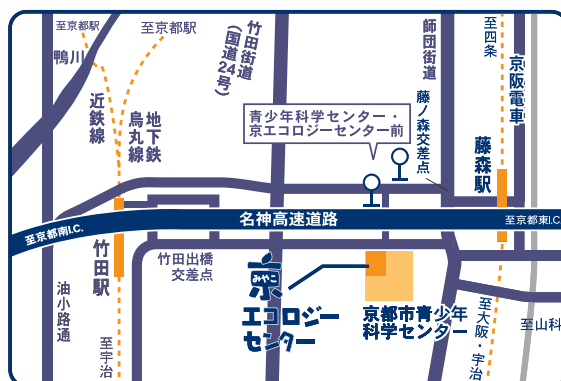 至京都駅
至京都駅
鴨川
近鉄線
地下鉄
烏丸線
竹田街道
(国道24号)
師団街道
至四条
京阪電車
青少年科学センター・
京エコロジーセンター前
藤ノ森交差点
藤森駅
名神高速道路
至京都東I.C.
至京都南I.C.
竹田駅
竹田出橋
交差点
油小路通
至宇治
京
みやこ
エコロジー
センター
京都市青少年
科学センター
至大阪・宇治
至山科